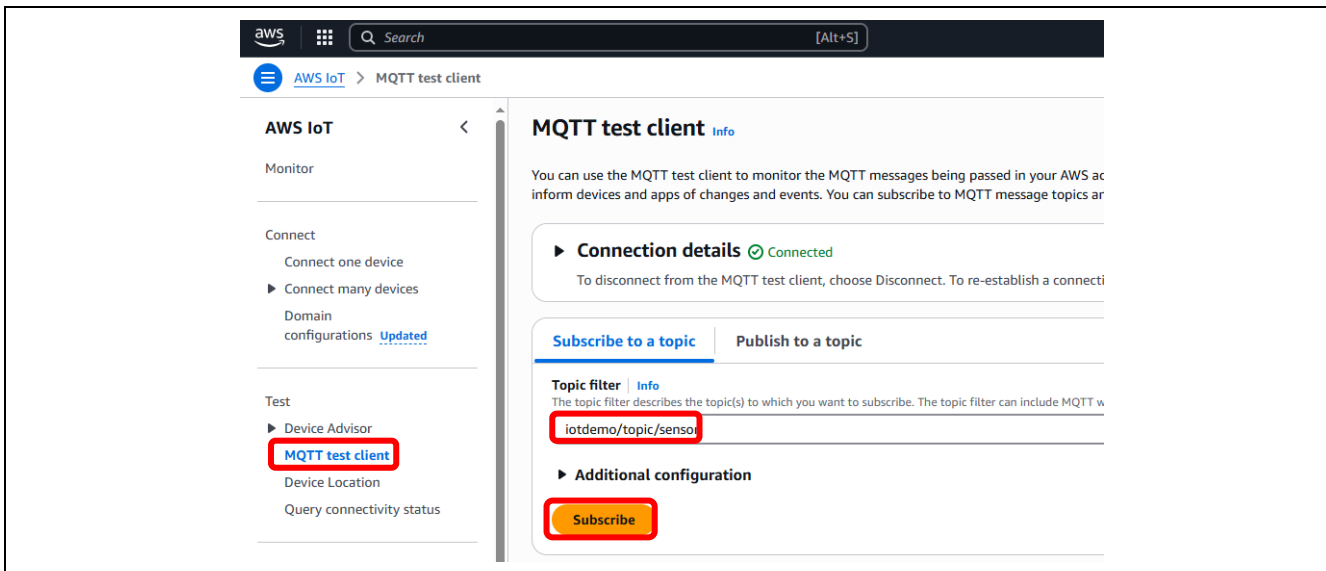 aws
Search
[Alt+S]
AWS IoT > MQTT test client
AWS IoT
Monitor
Connect
Connect one device
Connect many devices
Domain
configurations Updated
Test
Device Advisor
MQTT test client
Device Location
Query connectivity status
MQTT test client Info
You can use the MQTT test client to monitor the MQTT messages being passed in your AWS
inform devices and apps of changes and events. You can subscribe to MQTT message topics
Connection details Connected
To disconnect from the MQTT test client, choose Disconnect. To re-establish a
Subscribe to a topic Publish to a topic
Topic filter Info
The topic filter describes the topic(s) to which you want to subscribe. The topic filter can include MQTT
iotdemo/topic/sensor
Additional configuration
Subscribe